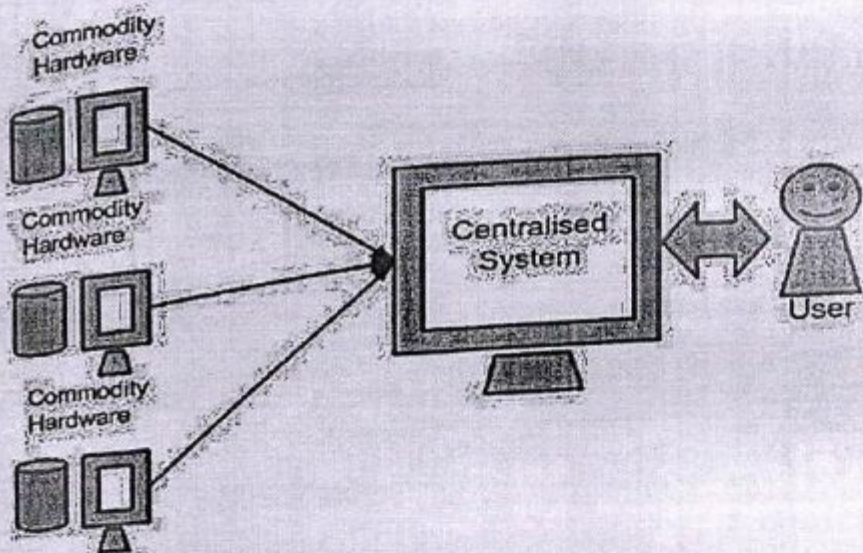 Commodity
Hardware
Commodity
Hardware
Commodity
Hardware
Centralised
System
User